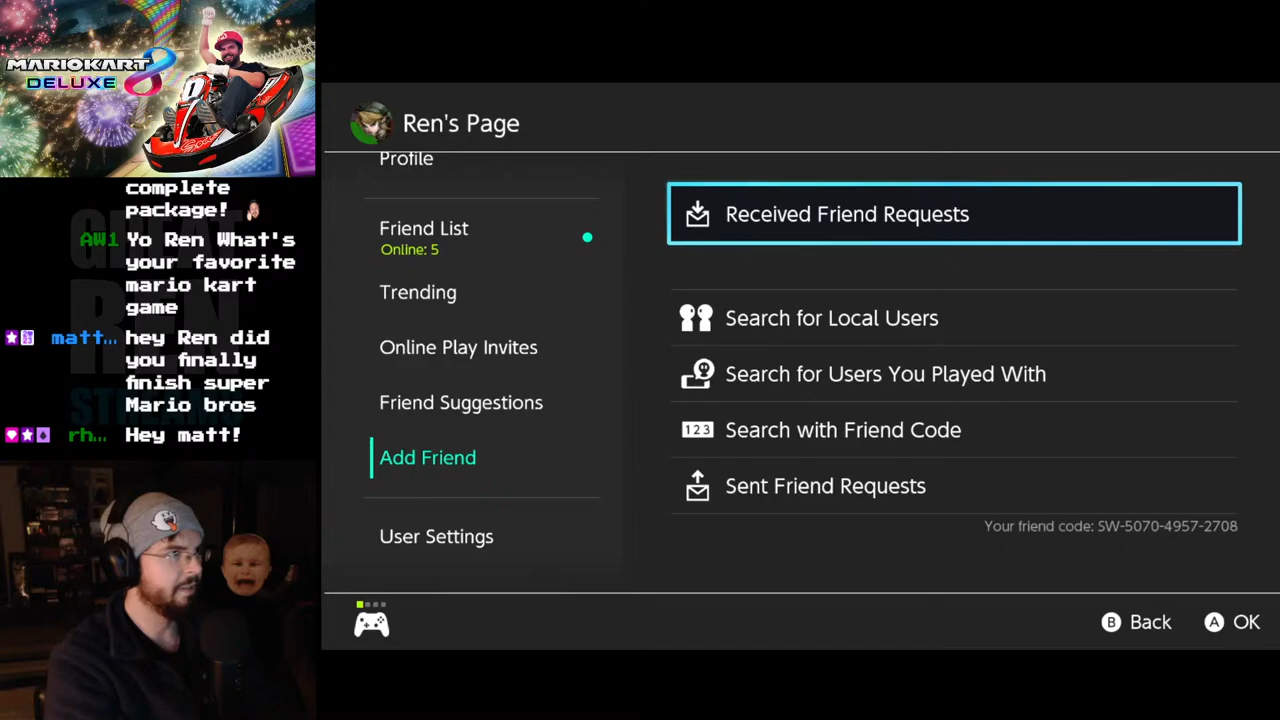 MARIOKART 8
DELUXE
complete
package!
AW1 Yo Ren What's
your favorite
mario kart
game
matt... hey Ren did
you finally
finish super
Mario bros
rh... Hey matt!
GREAT
REN
STREAM
Ren's Page
Profile
Friend List
Online: 5
Trending
Online Play Invites
Friend Suggestions
Add Friend
User Settings
Received Friend Requests
Search for Local Users
Search for Users You Played With
123 Search with Friend Code
Sent Friend Requests
Your friend code: SW-5070-4957-2708
B Back
A OK